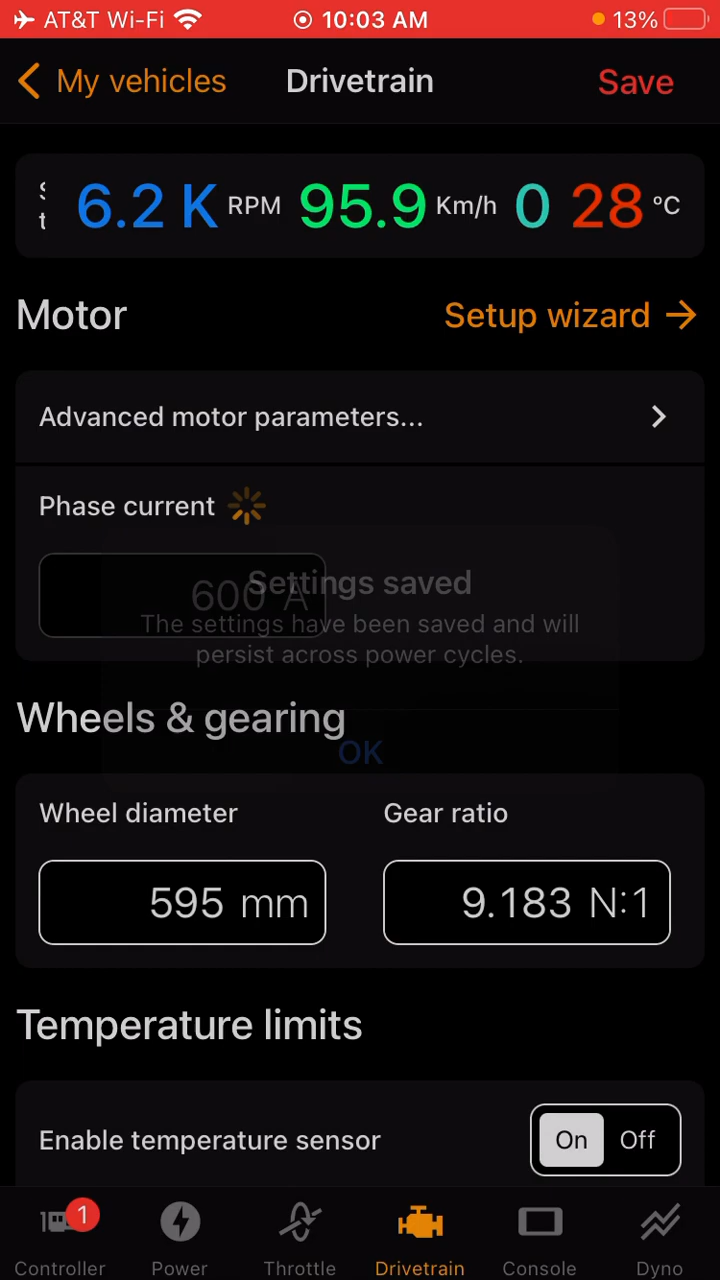 AT&T Wi-Fi 10:03 AM 13%
My vehicles Drivetrain Save
6.2 K RPM 95.9 Km/h 0 28 °C
Motor Setup wizard
Advanced motor parameters...
Phase current
600 A
Settings saved
The settings have been saved and will
persist across power cycles.
OK
Wheels & gearing
Wheel diameter Gear ratio
595 mm 9.183 N:1
Temperature limits
Enable temperature sensor On Off
1
Controller Power Throttle Drivetrain Console Dyno